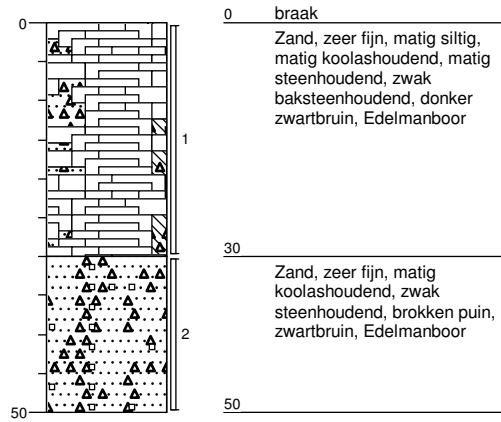 0
0 braak
Zand, zeer fijn, matig siltig,
matig koolashoudend, matig
steenhoudend, zwak
baksteenhoudend, donker
zwartbruin, Edelmanboor
1
30
Zand, zeer fijn, matig
koolashoudend, zwak
steenhoudend, brokken puin,
zwartbruin, Edelmanboor
2
50
50